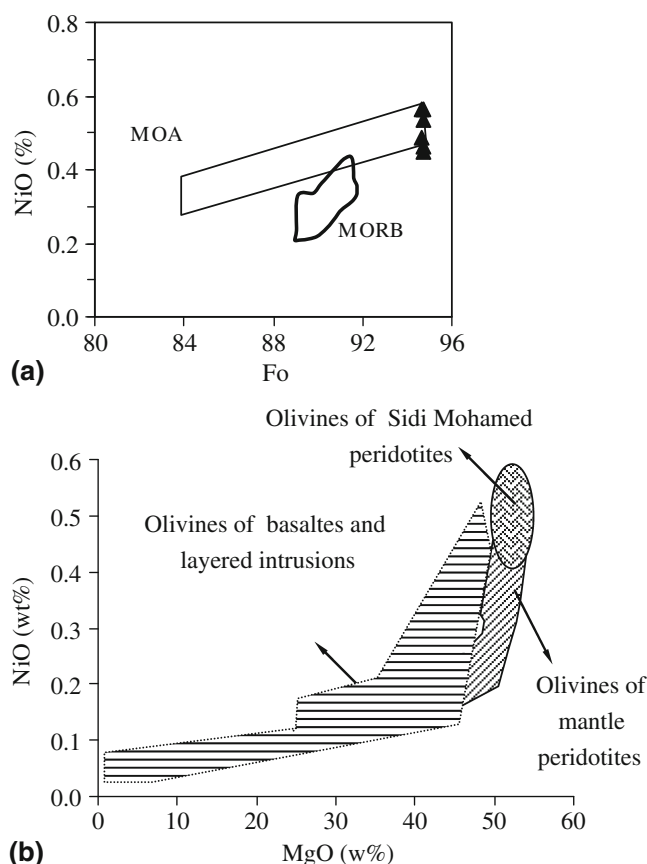 0.8
0.6
0.4
0.2
0.0
NiO (%)
MOA
MORB
80
84
88
92
96
(a)
Fo
Olivines of Sidi Mohamed
peridotites
0.6
0.5
0.4
0.3
0.2
0.1
0.0
NiO (wt%)
Olivines of basaltes and
layered intrusions
Olivines of
mantle
peridotites
0
10
20
30
40
50
60
(b)
MgO (w%)